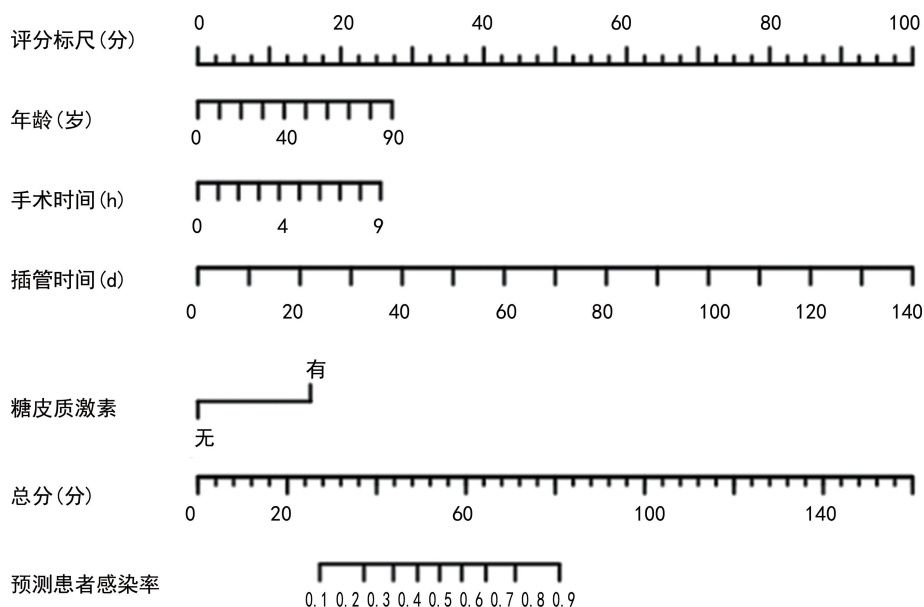 评分标尺(分) 0 20 40 60 80 100
年龄(岁) 0 40 90
手术时间(h) 0 4 9
插管时间(d) 0 20 40 60 80 100 120 140
有
糖皮质激素
无
总分(分) 0 20 60 100 140
预测患者感染率 0.1 0.2 0.3 0.4 0.5 0.6 0.7 0.8 0.9